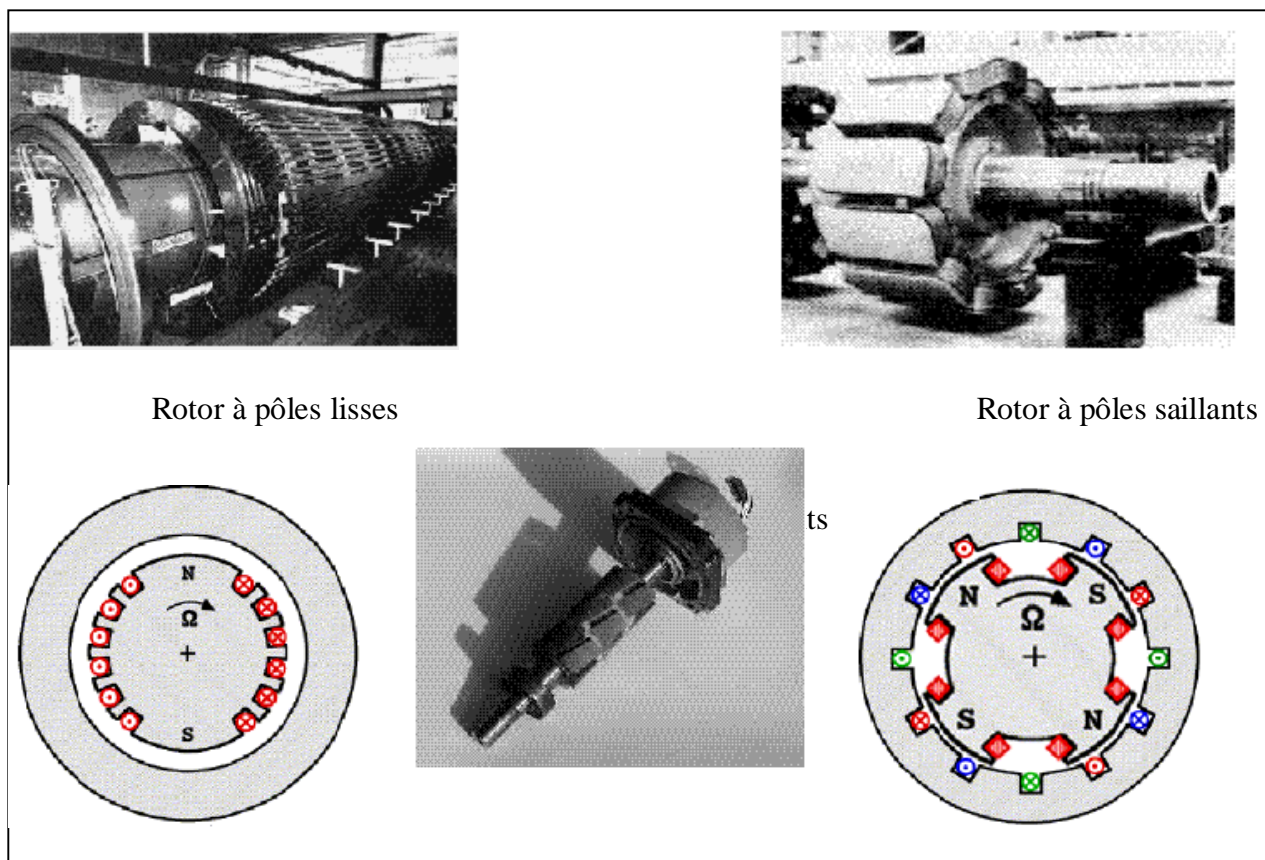 Rotor à pôles lisses
Rotor à pôles saillants
ts
N
Ω
+
S
N
S
Ω
+
S
N